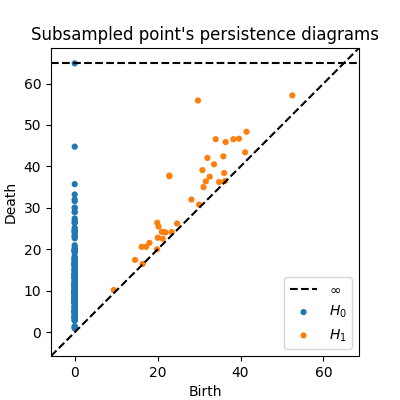 Subsampled point's persistence diagrams
Death
60
50
40
30
20
10
0
0 20 40 60
Birth
∞
H₀
H₁